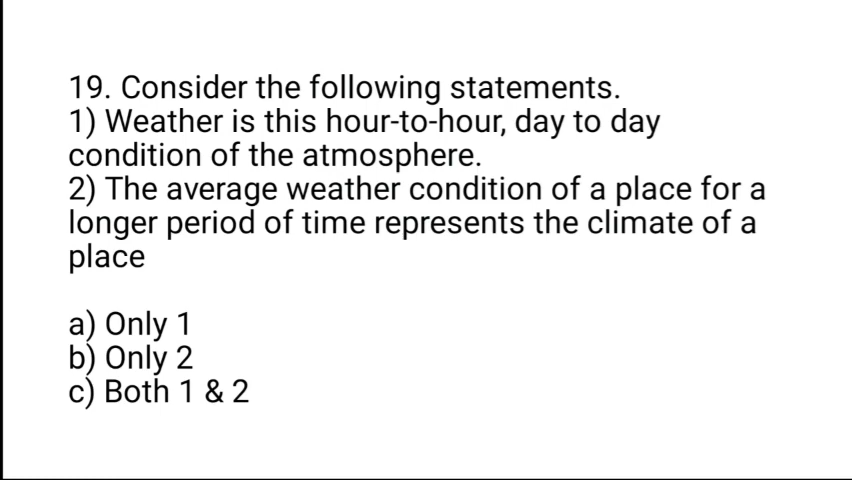 19. Consider the following statements.
1) Weather is this hour-to-hour, day to day
condition of the atmosphere.
2) The average weather condition of a place for a
longer period of time represents the climate of a
place
a) Only 1
b) Only 2
c) Both 1 & 2